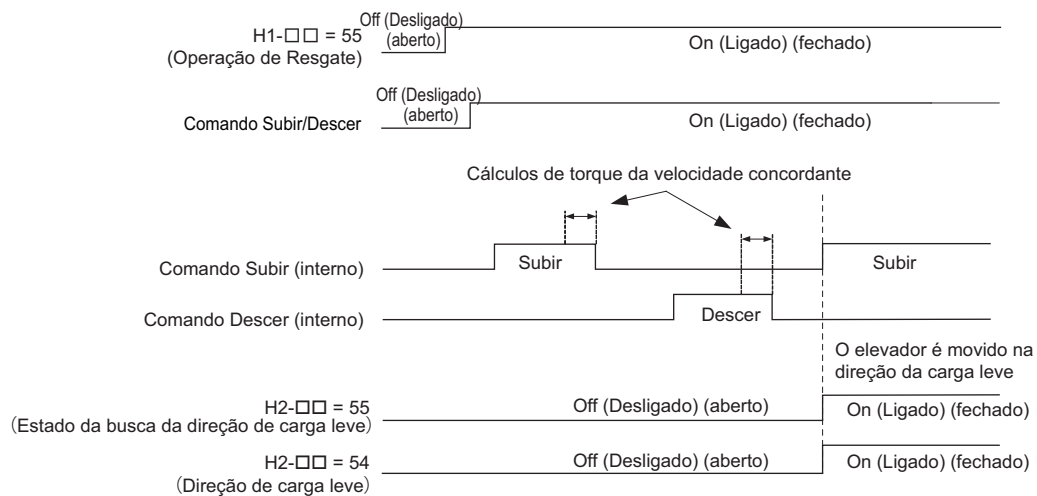 Off (Desligado)
H1-□□ = 55
(aberto)
On (Ligado) (fechado)
(Operação de Resgate)
Off (Desligado)
(aberto)
Comando Subir/Descer
On (Ligado) (fechado)
Cálculos de torque da velocidade concordante
Comando Subir (interno)
Subir
Subir
Comando Descer (interno)
Descer
O elevador é movido na
direção da carga leve
H2-□□ = 55
Off (Desligado) (aberto)
On (Ligado) (fechado)
(Estado da busca da direção de carga leve)
H2-□□ = 54
Off (Desligado) (aberto)
On (Ligado) (fechado)
(Direção de carga leve)